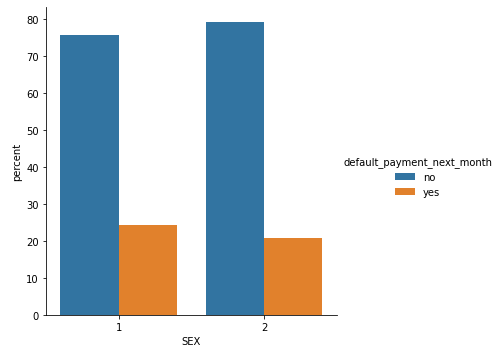 80
70
60
50
40
30
20
10
0
percent
1
2
SEX
default_payment_next_month
no
yes